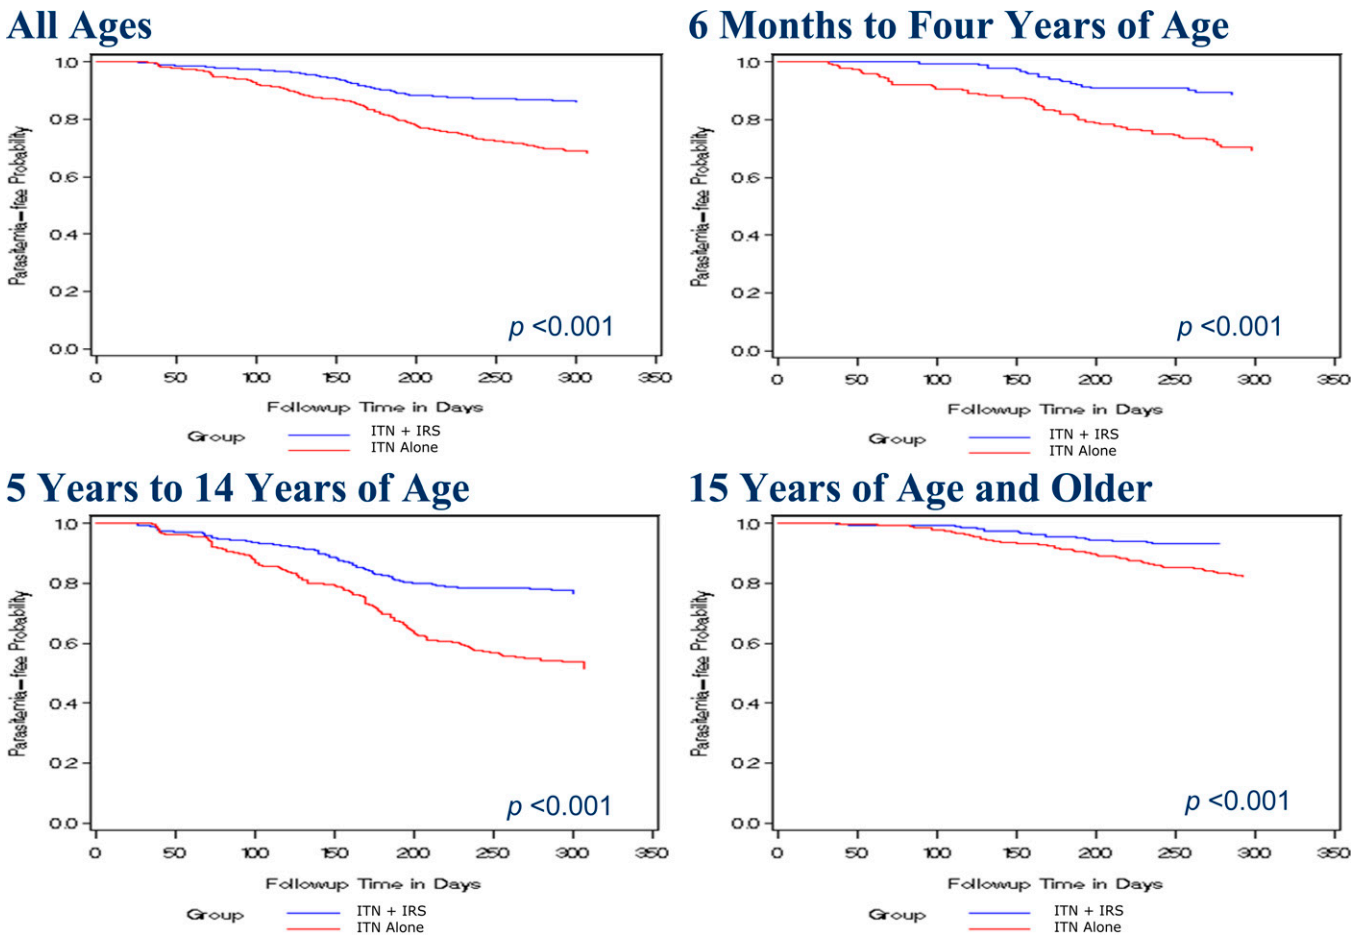 All Ages
Parasitemia-free Probability
1.0
0.8
0.6
0.4
0.2
0.0
p <0.001
0 50 100 150 200 250 300 350
Followup Time in Days
Group
ITN + IRS
ITN Alone
6 Months to Four Years of Age
Parasitemia-free Probability
1.0
0.8
0.6
0.4
0.2
0.0
p <0.001
0 50 100 150 200 250 300 350
Followup Time in Days
Group
ITN + IRS
ITN Alone
5 Years to 14 Years of Age
Parasitemia-free Probability
1.0
0.8
0.6
0.4
0.2
0.0
p <0.001
0 50 100 150 200 250 300 350
Followup Time in Days
Group
ITN + IRS
ITN Alone
15 Years of Age and Older
Parasitemia-free Probability
1.0
0.8
0.6
0.4
0.2
0.0
p <0.001
0 50 100 150 200 250 300 350
Followup Time in Days
Group
ITN + IRS
ITN Alone